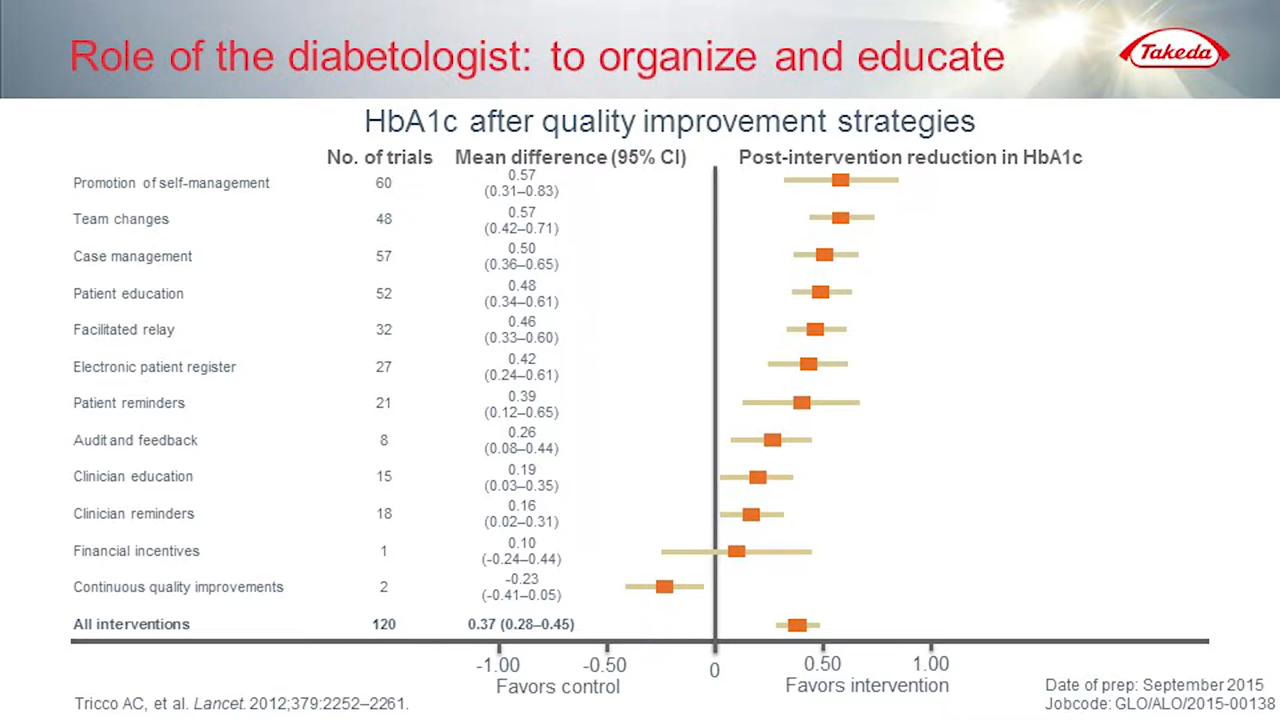 Role of the diabetologist: to organize and educate
Takeda
HbA1c after quality improvement strategies
No. of trials Mean difference (95% CI) Post-intervention reduction in HbA1c
Promotion of self-management 60 0.57
(0.31–0.83)
Team changes 48 0.57
(0.42–0.71)
Case management 57 0.50
(0.36–0.65)
Patient education 52 0.48
(0.34–0.61)
Facilitated relay 32 0.46
(0.33–0.60)
Electronic patient register 27 0.42
(0.24–0.61)
Patient reminders 21 0.39
(0.12–0.65)
Audit and feedback 8 0.26
(0.08–0.44)
Clinician education 15 0.19
(0.03–0.35)
Clinician reminders 18 0.16
(0.02–0.31)
Financial incentives 1 0.10
(-0.24–0.44)
Continuous quality improvements 2 -0.23
(-0.41–0.05)
All interventions 120 0.37 (0.28–0.45)
-1.00 -0.50 0 0.50 1.00
Favors control Favors intervention
Tricco AC, et al. Lancet. 2012;379:2252–2261.
Date of prep: September 2015
Jobcode: GLO/ALO/2015-00138